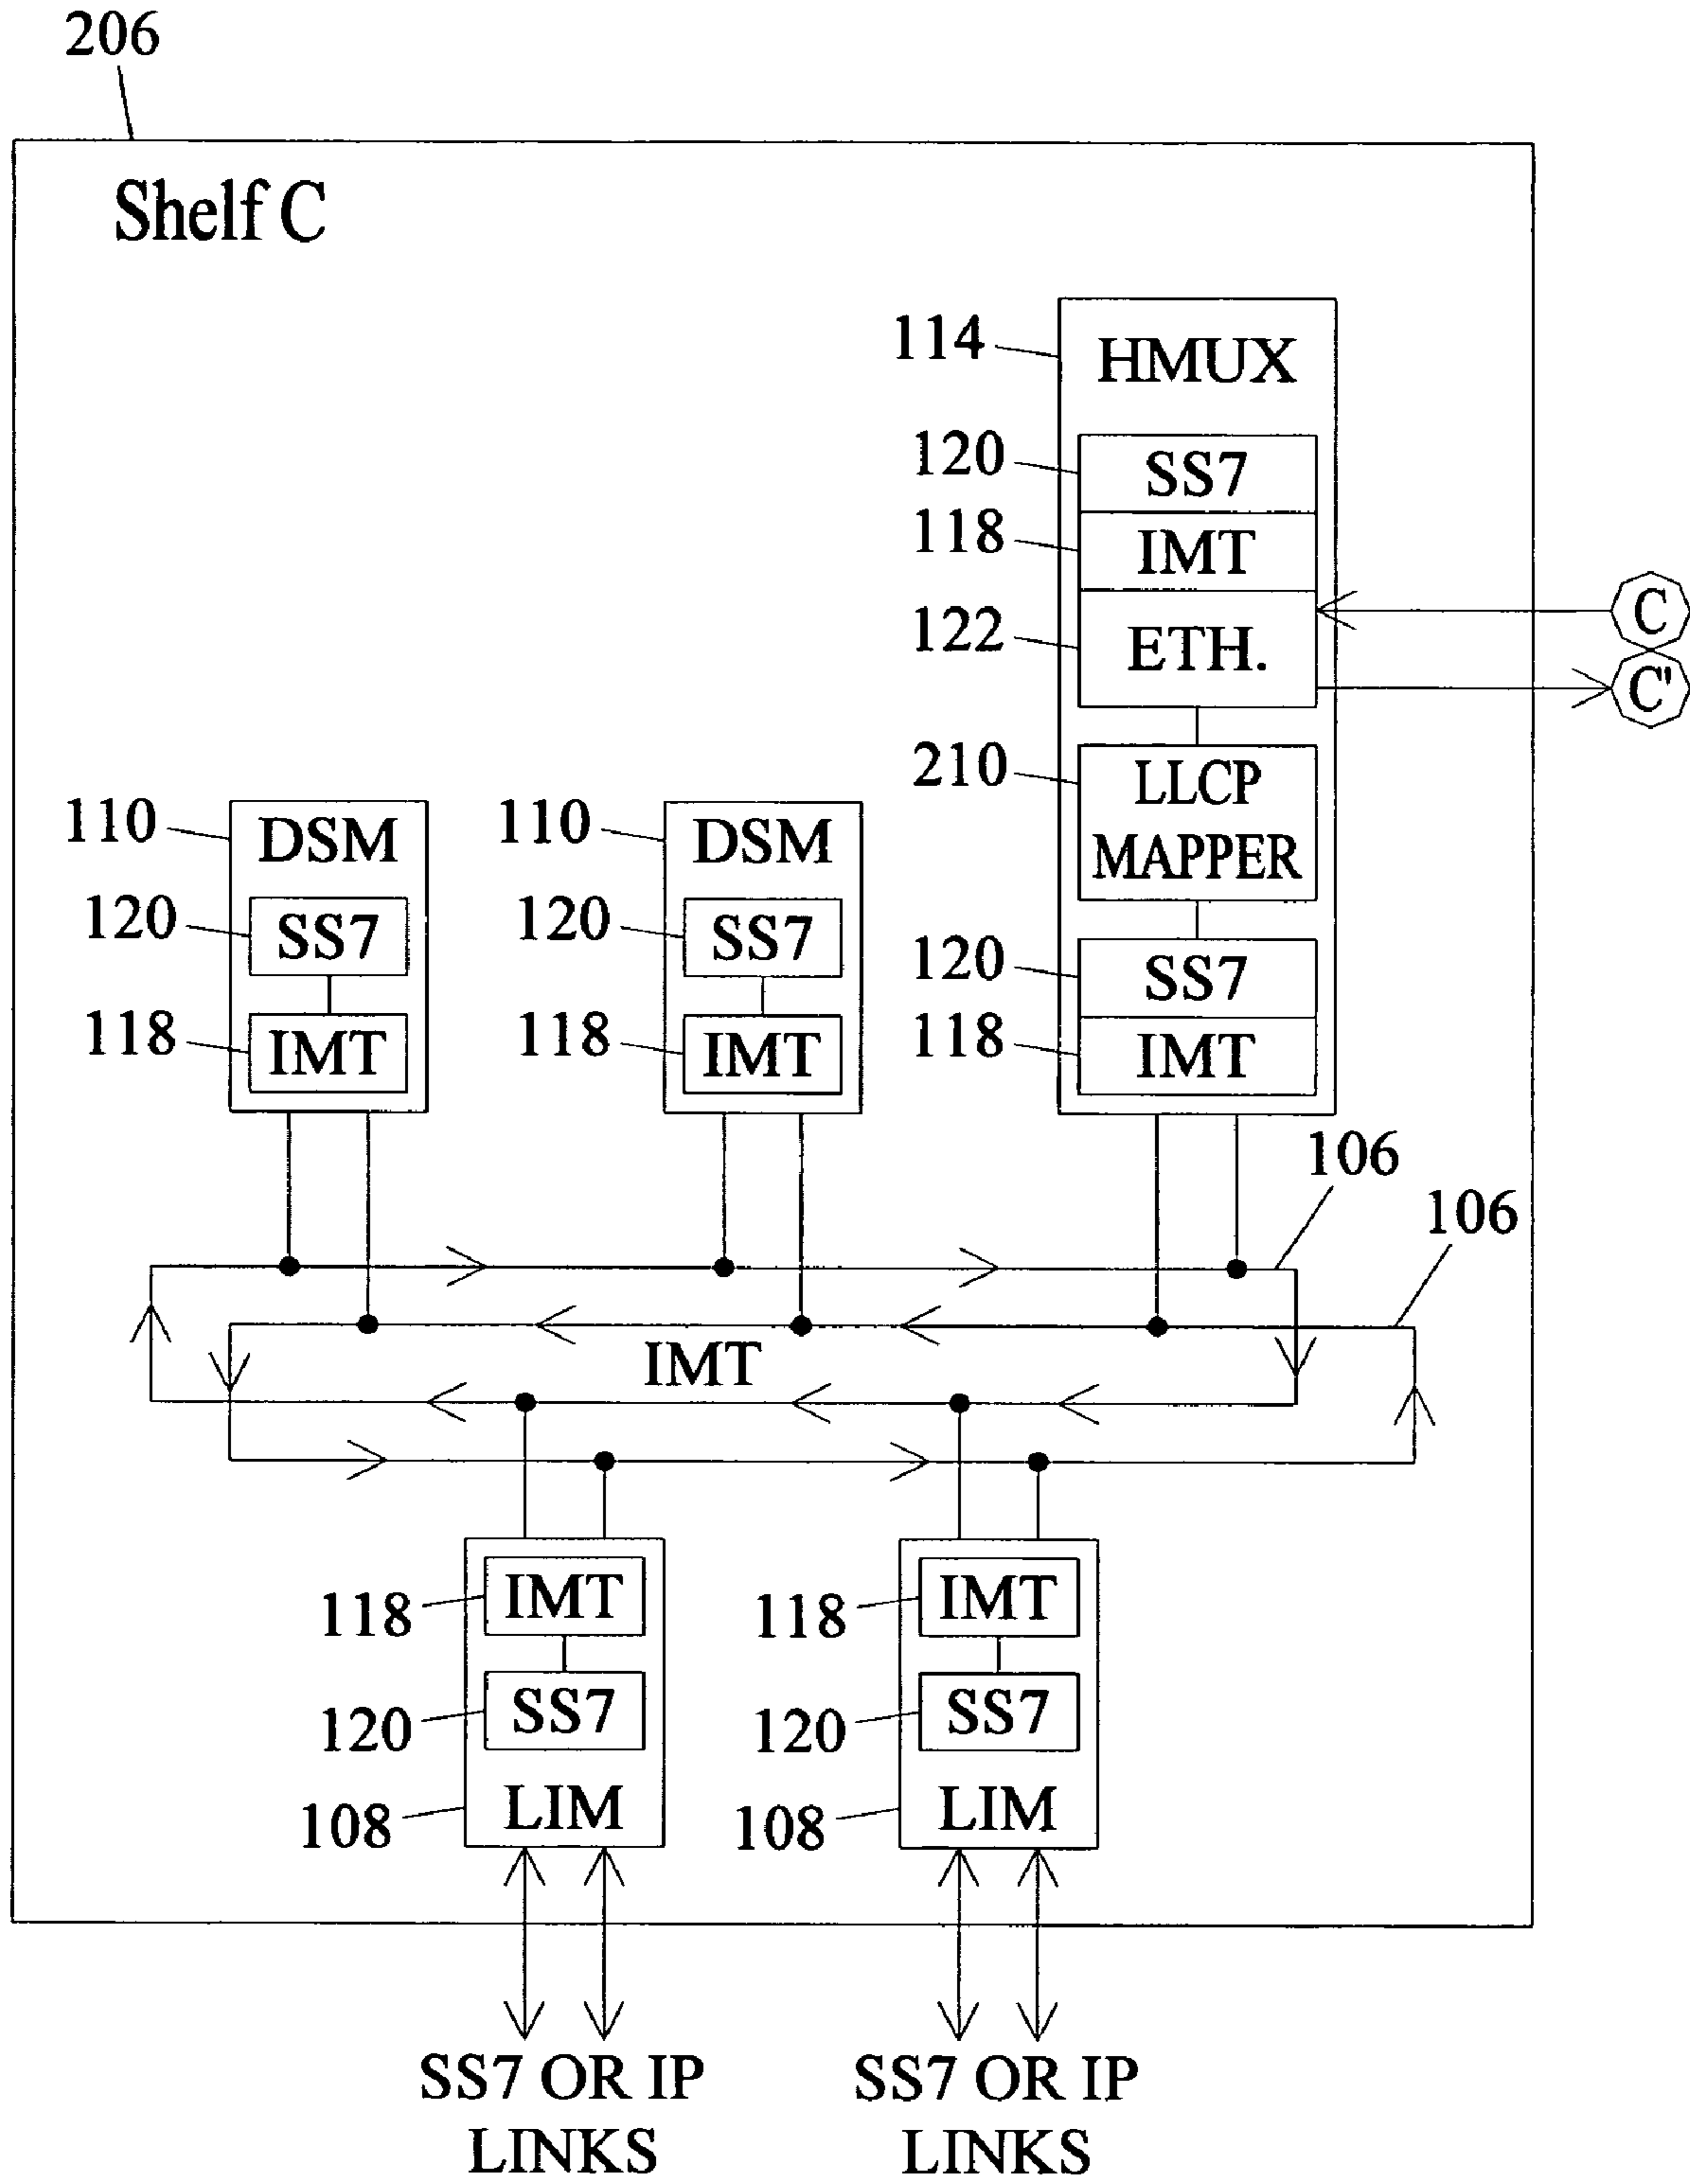 206
Shelf C
114
HMUX
120
SS7
118
IMT
122
ETH.
C
C'
210
LLCP
MAPPER
120
SS7
118
IMT
110
DSM
120
SS7
118
IMT
110
DSM
120
SS7
118
IMT
106
106
IMT
118
IMT
120
SS7
108
LIM
118
IMT
120
SS7
108
LIM
SS7 OR IP
LINKS
SS7 OR IP
LINKS